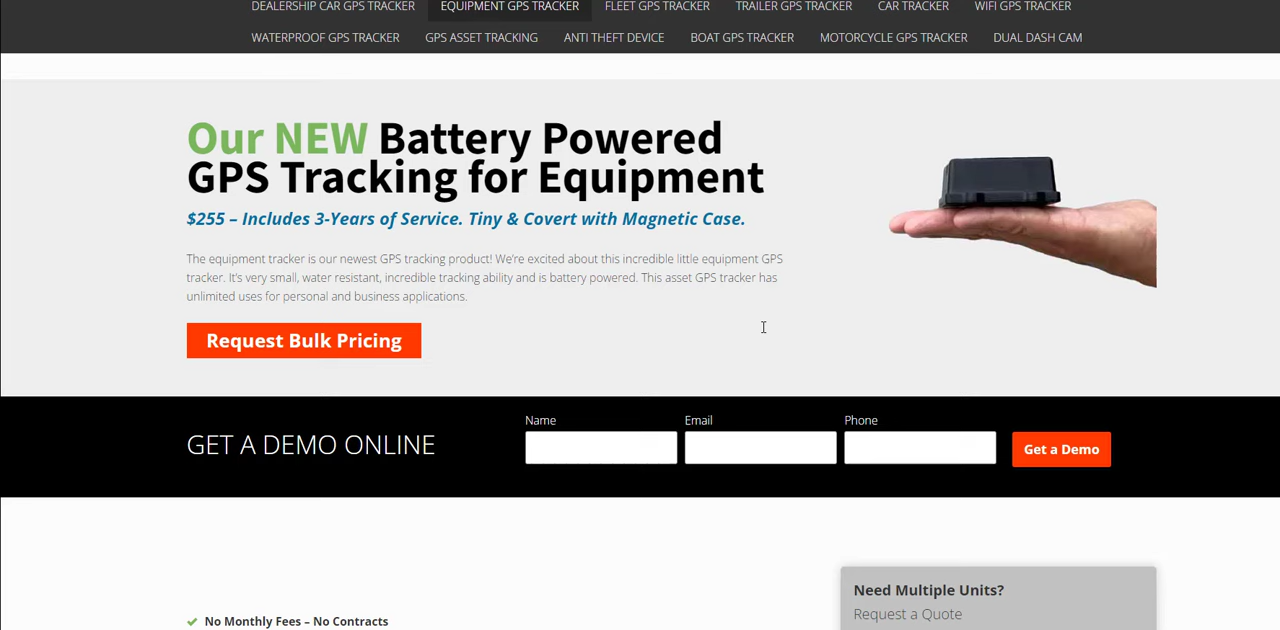 DEALERSHIP CAR GPS TRACKER EQUIPMENT GPS TRACKER FLEET GPS TRACKER TRAILER GPS TRACKER CAR TRACKER WIFI GPS TRACKER
WATERPROOF GPS TRACKER GPS ASSET TRACKING ANTI THEFT DEVICE BOAT GPS TRACKER MOTORCYCLE GPS TRACKER DUAL DASH CAM
Our NEW Battery Powered
GPS Tracking for Equipment
$255 – Includes 3-Years of Service. Tiny & Covert with Magnetic Case.
The equipment tracker is our newest GPS tracking product! We're excited about this incredible little equipment GPS
tracker. It's very small, water resistant, incredible tracking ability and is battery powered. This asset GPS tracker has
unlimited uses for personal and business applications.
Request Bulk Pricing
GET A DEMO ONLINE
Name Email Phone
Get a Demo
Need Multiple Units?
Request a Quote
No Monthly Fees – No Contracts